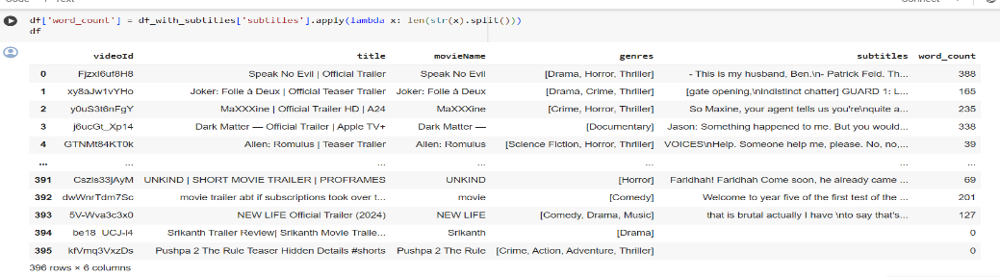 df['word_count'] = df_with_subtitles['subtitles'].apply(lambda x: len(str(x).split()))
df
videoId title movieName genres subtitles word_count
0 FjzxI6uf8H8 Speak No Evil | Official Trailer Speak No Evil [Drama, Horror, Thriller] - This is my husband, Ben.\n- Patrick Feld. Th... 388
1 xy8aJw1vYHo Joker: Folie à Deux | Official Teaser Trailer Joker: Folie à Deux [Drama, Crime, Thriller] [gate opening,\nindistinct chatter] GUARD 1: L... 165
2 y0uS3t6nFgY MaXXXine | Official Trailer HD | A24 MaXXXine [Crime, Horror, Thriller] So Maxine, your agent tells us you're\nquite a... 235
3 j6ucGt_Xp14 Dark Matter — Official Trailer | Apple TV+ Dark Matter — [Documentary] Jason: Something happened to me. But you would... 338
4 GTNMt84KT0k Alien: Romulus | Teaser Trailer Alien: Romulus [Science Fiction, Horror, Thriller] VOICES\nHelp. Someone help me, please. No, no,... 39
... ... ... ... ... ...
391 Cszls33jAyM UNKIND | SHORT MOVIE TRAILER | PROFRAMES UNKIND [Horror] Faridhah! Faridhah Come soon, he already came ... 69
392 dwWnrTdm7Sc movie trailer abt if subscriptions took over t... movie [Comedy] Welcome to year five of the first test of the ... 201
393 5V-Wva3c3x0 NEW LIFE Official Trailer (2024) NEW LIFE [Comedy, Drama, Music] that is brutal actually I have \nto say that's... 127
394 be18_UCJ-I4 Srikanth Trailer Review| Srikanth Movie Traile... Srikanth [Drama] 0
395 kfVmq3VxzDs Pushpa 2 The Rule Teaser Hidden Details #shorts Pushpa 2 The Rule [Crime, Action, Adventure, Thriller] 0
396 rows × 6 columns